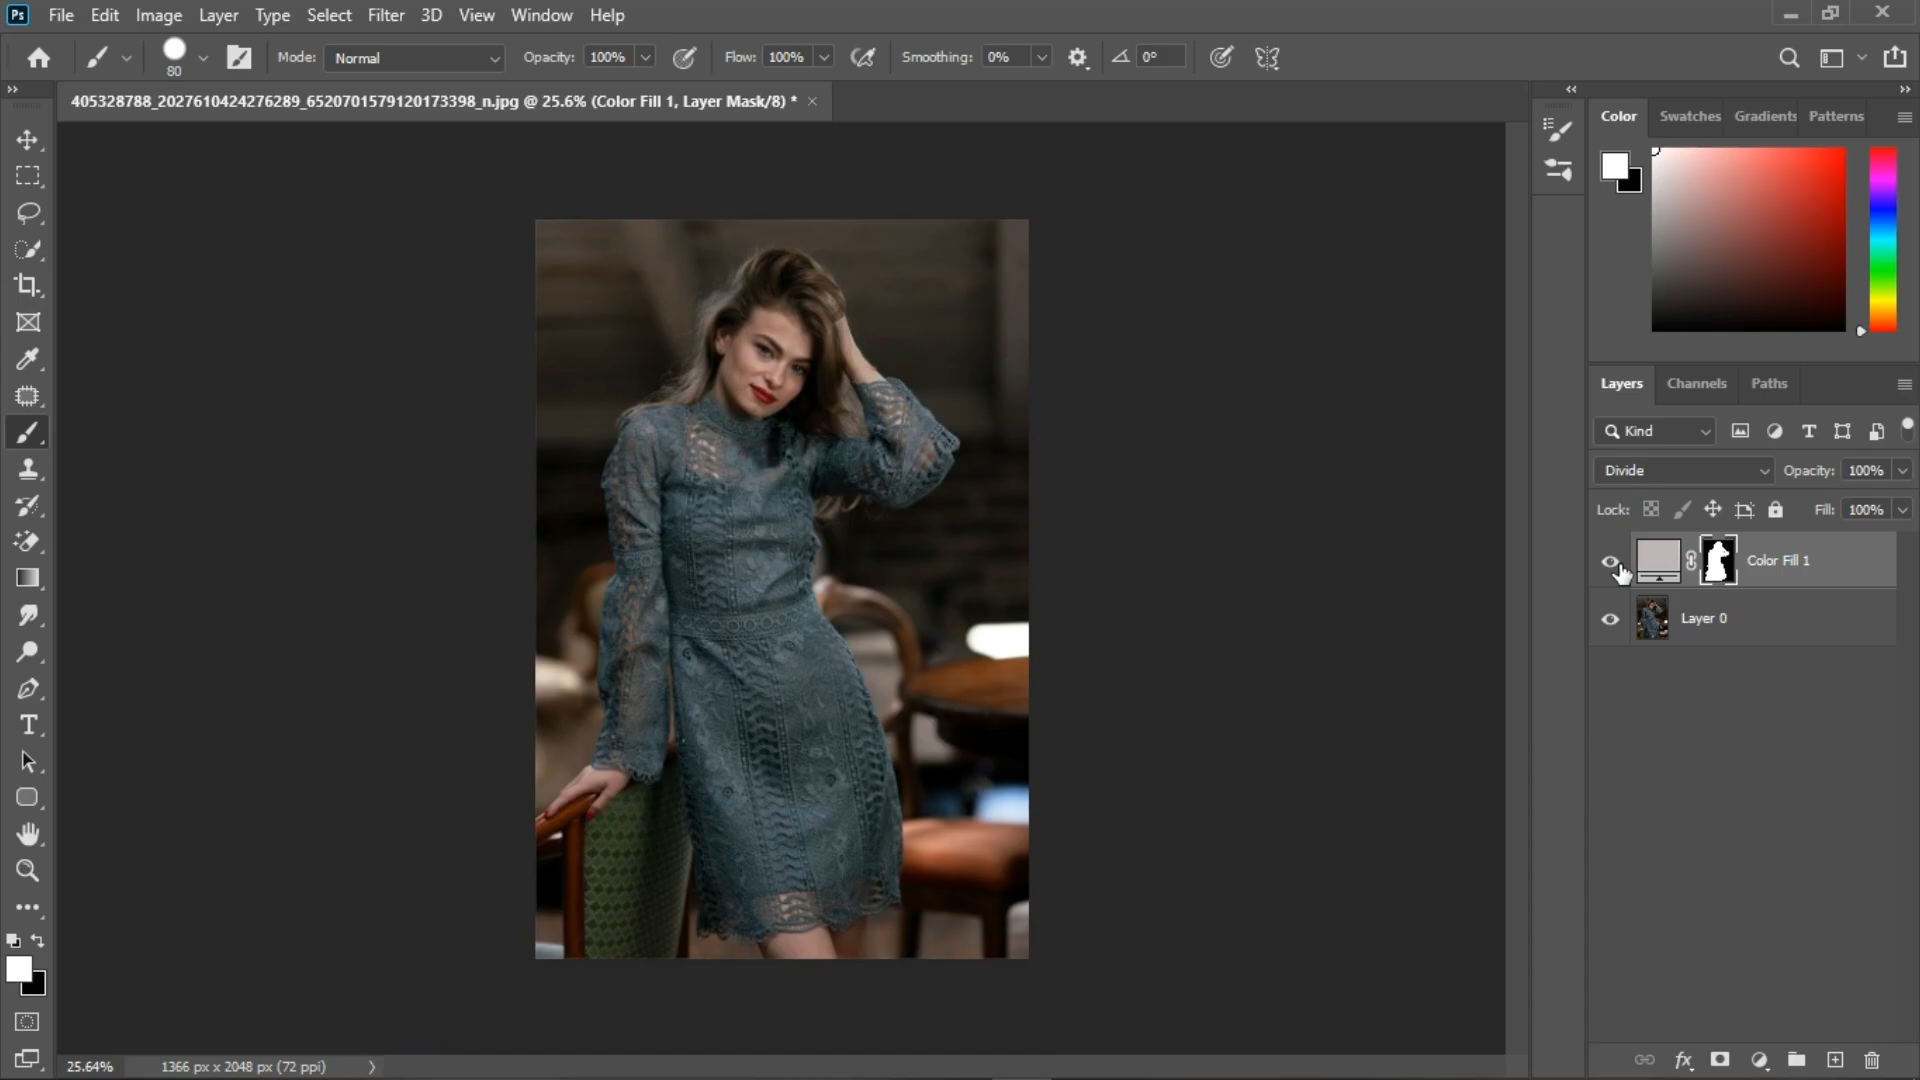 Ps File Edit Image Layer Type Select Filter 3D View Window Help
80 Mode: Normal Opacity: 100% Flow: 100% Smoothing: 0% 0°
405328788_2027610424276289_6520701579120173398_n.jpg @ 25.6% (Color Fill 1, Layer Mask/8) *
Color Swatches Gradients Patterns
Layers Channels Paths
Kind
Divide Opacity: 100%
Lock: Fill: 100%
Color Fill 1
Layer 0
25.64% 1366 px x 2048 px (72 ppi)
fx